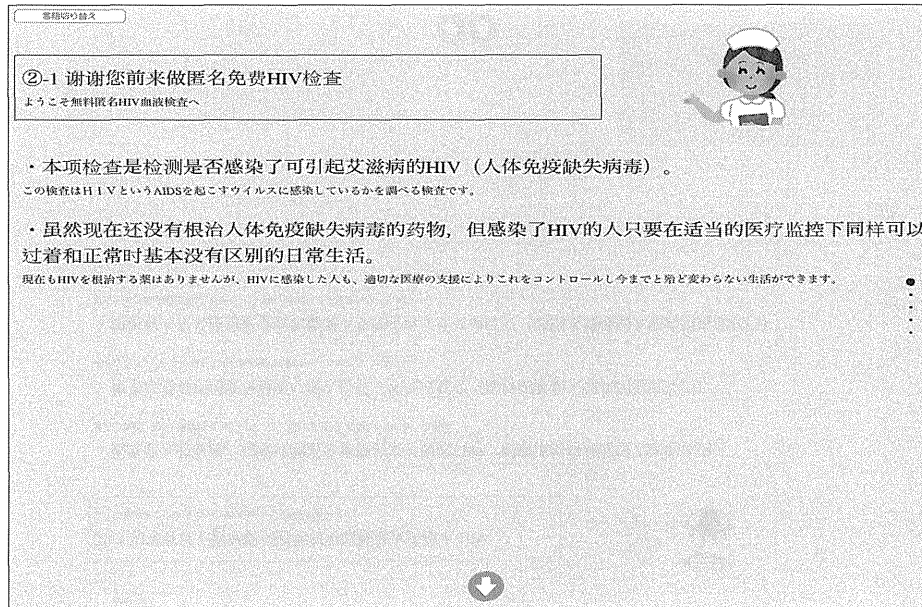 言語切り替え
②-1 谢谢您前来做匿名免费HIV检查
ようこそ無料匿名HIV血液検査へ
・本项检查是检测是否感染了可引起艾滋病的HIV（人体免疫缺失病毒）。
この検査はＨＩＶというAIDSを起こすウイルスに感染しているかを調べる検査です。
・虽然现在还没有根治人体免疫缺失病毒的药物，但感染了HIV的人只要在适当的医疗监控下同样可以
过着和正常时基本没有区别的日常生活。
現在もHIVを根治する薬はありませんが、HIVに感染した人も、適切な医療の支援によりこれをコントロールし今までと殆ど変わらない生活ができます。